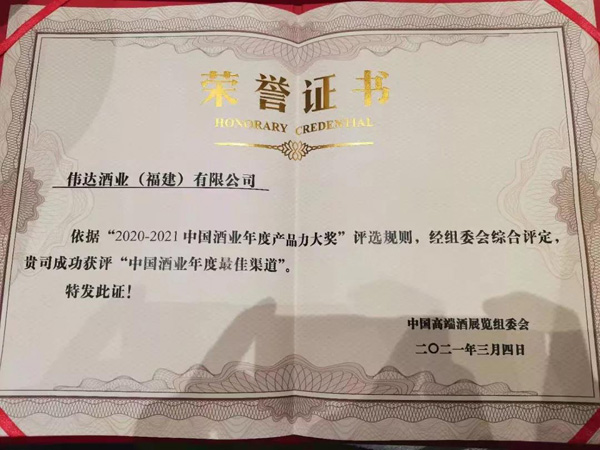 荣誉证书
HONORARY CREDENTIAL
伟达酒业（福建）有限公司
依据“2020-2021中国酒业年度产品力大奖”评选规则，经组委会综合评定，
贵司成功获评“中国酒业年度最佳渠道”。
特发此证！
中国高端酒展览组委会
二〇二一年三月四日